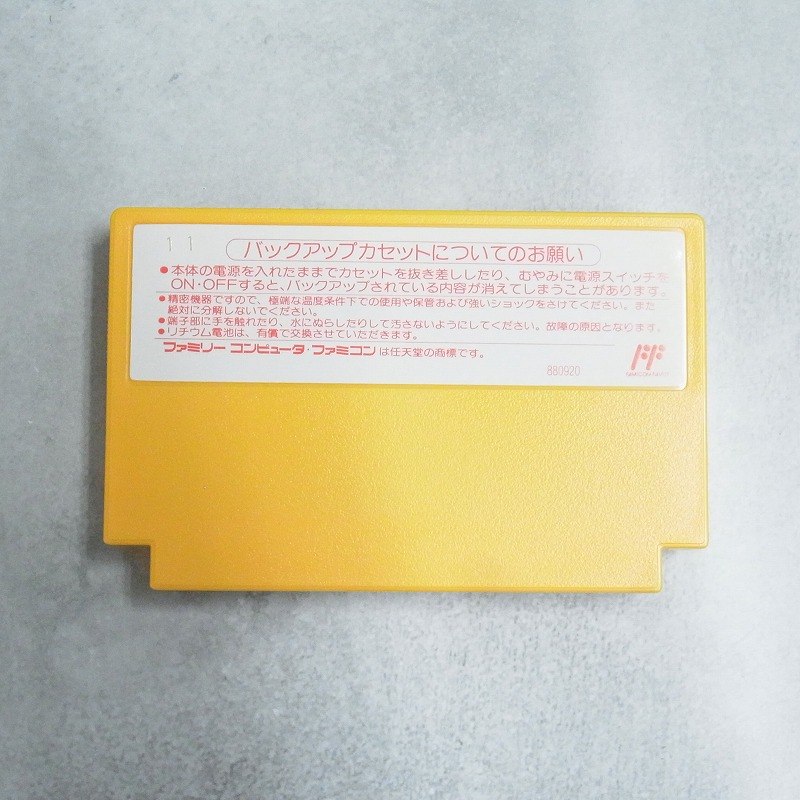 11
バックアップカセットについてのお願い
●本体の電源を入れたままでカセットを抜き差ししたり、むやみに電源スイッチを
ON・OFFすると、バックアップされている内容が消えてしまうことがあります。
●精密機器ですので、極端な温度条件下での使用や保管および強いショックをさけてください。また
絶対に分解しないでください。
●端子部に手を触れたり、水にぬらしたりして汚さないようにしてください。故障の原因となります。
●リチウム電池は、有償で交換させていただきます。
ファミリー コンピュータ・ファミコンは任天堂の商標です。
880920
FF